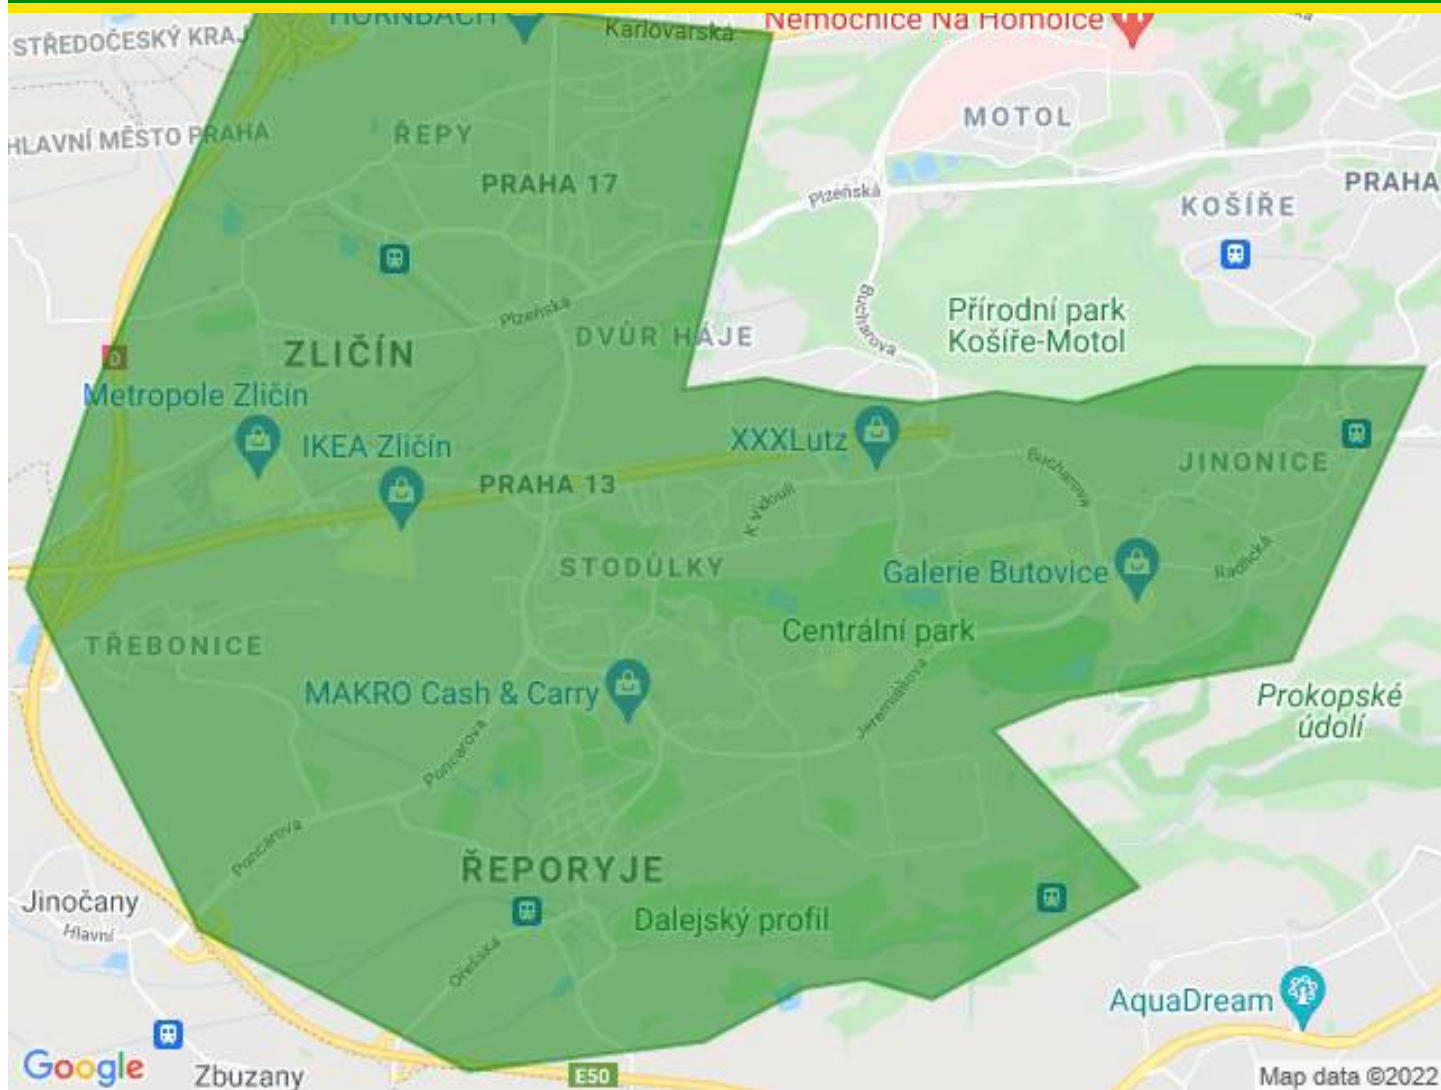 HORNBACH
Karlovarská
Nemocnice Na Homolce
STŘEDOČESKÝ KRAJ
HLAVNÍ MĚSTO PRAHA
ŘEPY
MOTOL
PRAHA 17
Plzeňská
KOŠÍŘE
PRAHA
Plzeňská
Bucharova
Přírodní park
Košíře-Motol
DVŮR HÁJE
ZLIČÍN
D
Metropole Zličín
IKEA Zličín
XXXLutz
PRAHA 13
K Vidouli
Bucharova
JINONICE
STODŮLKY
Galerie Butovice
Radlická
TŘEBONICE
Centrální park
MAKRO Cash & Carry
Jeremiášova
Prokopské
údolí
Poncarova
Poncarova
ŘEPORYJE
Jinočany
Hlavní
Dalejský profil
Ořešská
AquaDream
Google
Zbuzany
E50
Map data ©2022